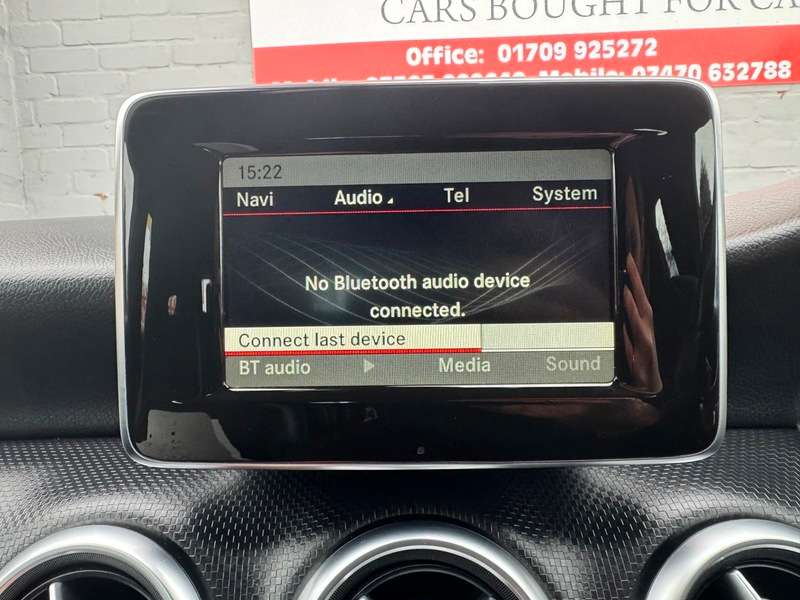 CARS BOUGHT FOR CA
Office: 01709 925272
Mobile: 07470 632788
15:22
Navi Audio Tel System
No Bluetooth audio device
connected.
Connect last device
BT audio Media Sound